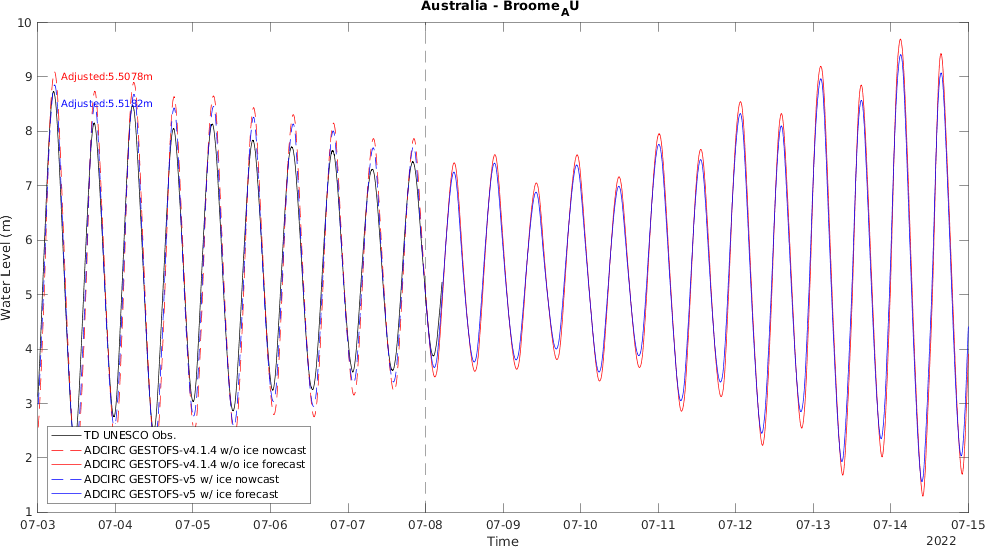 Australia - Broome_AU
10
9
8
7
6
5
4
3
2
1
Water Level (m)
Adjusted:5.5078m
Adjusted:5.5192m
TD UNESCO Obs.
ADCIRC GESTOFS-v4.1.4 w/o ice nowcast
ADCIRC GESTOFS-v4.1.4 w/o ice forecast
ADCIRC GESTOFS-v5 w/ ice nowcast
ADCIRC GESTOFS-v5 w/ ice forecast
07-03 07-04 07-05 07-06 07-07 07-08 07-09 07-10 07-11 07-12 07-13 07-14 07-15
Time
2022